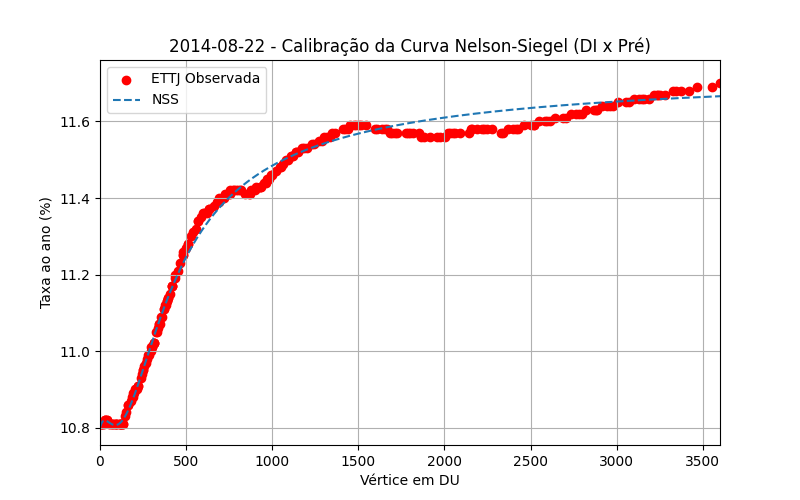 2014-08-22 - Calibração da Curva Nelson-Siegel (DI x Pré)
ETTJ Observada
NSS
Taxa ao ano (%)
11.6
11.4
11.2
11.0
10.8
0 500 1000 1500 2000 2500 3000 3500
Vértice em DU